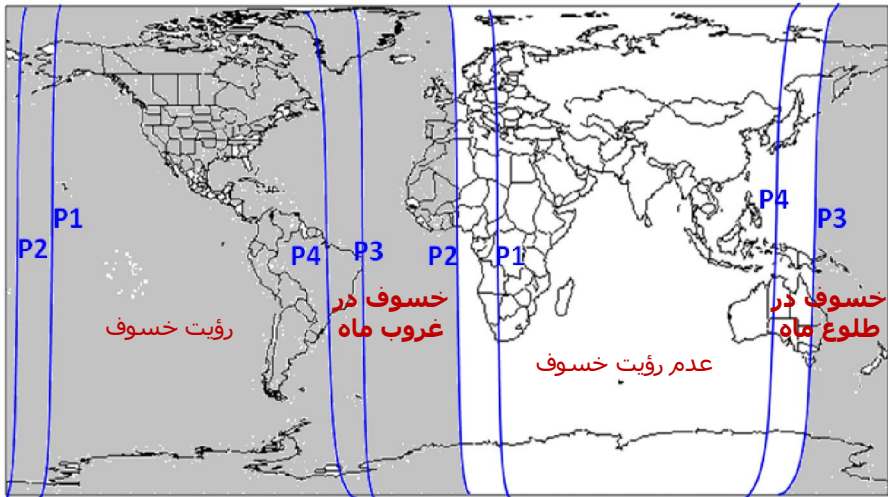 P4
P1
P3
P2
P4
P3
P2
P1
خسوف در
غروب ماه
خسوف در
طلوع ماه
رؤیت خسوف
عدم رؤیت خسوف